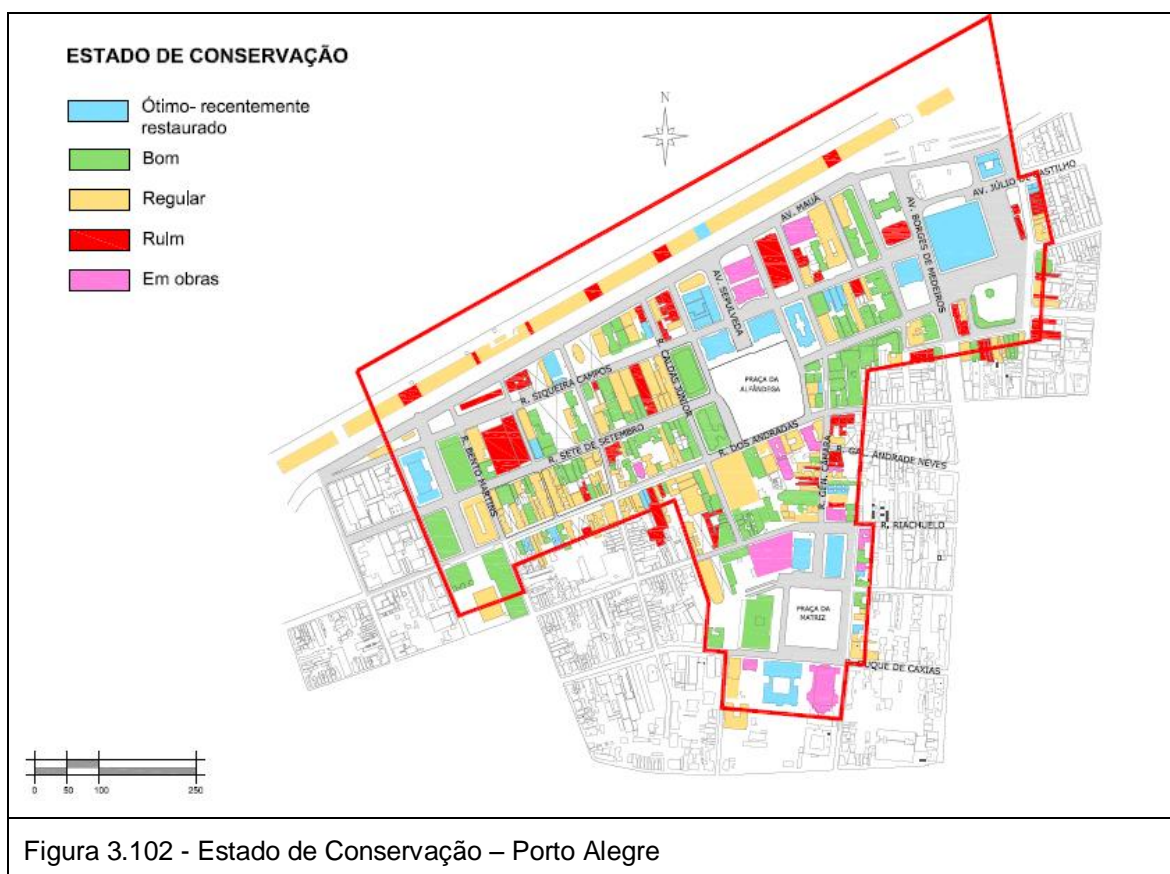 ESTADO DE CONSERVAÇÃO
Ótimo- recentemente
restaurado
Bom
Regular
Ruím
Em obras
N
AV. MAUÁ
AV. JÚLIO DE CASTILHO
AV. BORGES DE MEDEIROS
AV. SEPULVEDA
R. CALDAS JÚNIOR
R. SIQUEIRA CAMPOS
PRAÇA DA
ALFÂNDEGA
R. SETE DE SETEMBRO
R. DOS ANDRADAS
R. BENTO MARTINS
R. GEN. CÂMARA
R. GAL. ANDRADE NEVES
R. RIACHUELO
PRAÇA DA
MATRIZ
DUQUE DE CAXIAS
0 50 100 250
Figura 3.102 - Estado de Conservação – Porto Alegre